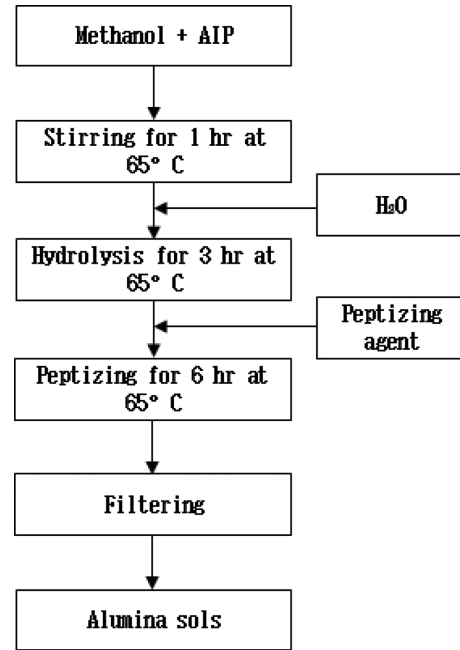 Methanol + AIP
Stirring for 1 hr at
65° C
H₂O
Hydrolysis for 3 hr at
65° C
Peptizing
agent
Peptizing for 6 hr at
65° C
Filtering
Alumina sols